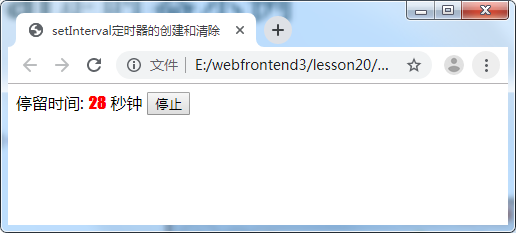 setInterval定时器的创建和清除
文件 E:/webfrontend3/lesson20/...
停留时间: 28 秒钟 停止